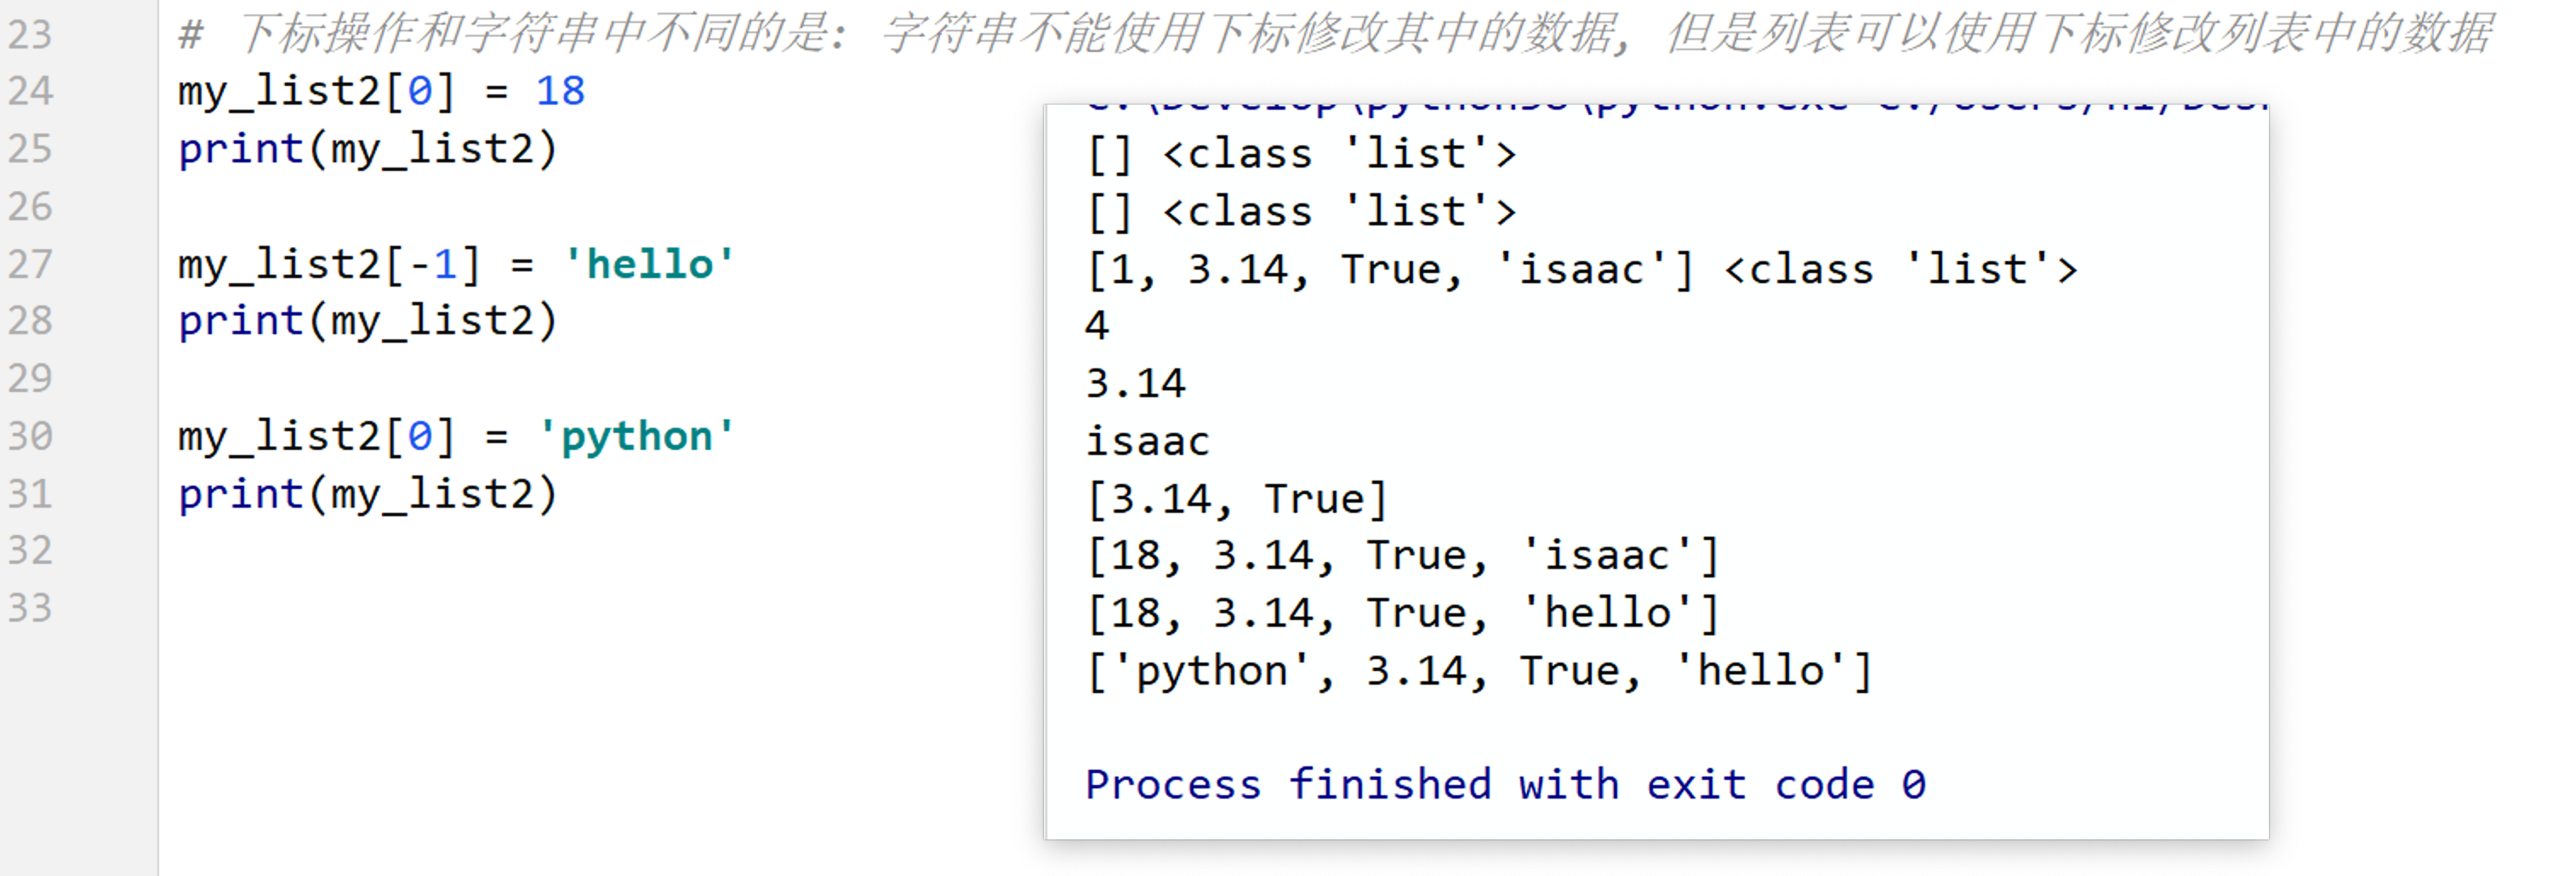 23 # 下标操作和字符串中不同的是: 字符串不能使用下标修改其中的数据, 但是列表可以使用下标修改列表中的数据
24 my_list2[0] = 18
25 print(my_list2)
26
27 my_list2[-1] = 'hello'
28 print(my_list2)
29
30 my_list2[0] = 'python'
31 print(my_list2)
32
33
[] <class 'list'>
[] <class 'list'>
[1, 3.14, True, 'isaac'] <class 'list'>
4
3.14
isaac
[3.14, True]
[18, 3.14, True, 'isaac']
[18, 3.14, True, 'hello']
['python', 3.14, True, 'hello']
Process finished with exit code 0